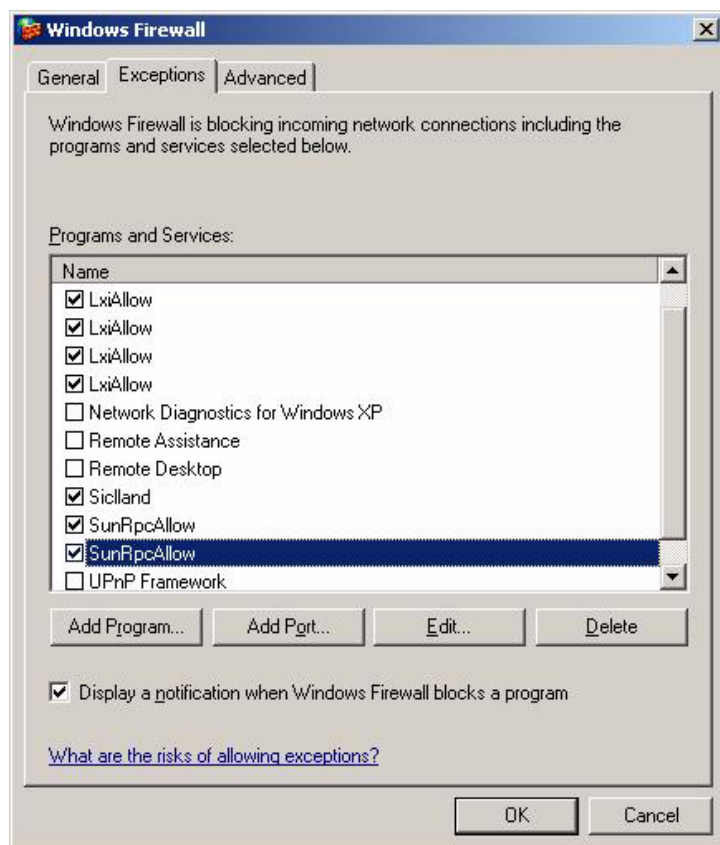 Windows Firewall
General Exceptions Advanced
Windows Firewall is blocking incoming network connections including the
programs and services selected below.
Programs and Services:
Name
LxiAllow
LxiAllow
LxiAllow
LxiAllow
Network Diagnostics for Windows XP
Remote Assistance
Remote Desktop
Siclland
SunRpcAllow
SunRpcAllow
UPnP Framework
Add Program... Add Port... Edit... Delete
Display a notification when Windows Firewall blocks a program
What are the risks of allowing exceptions?
OK Cancel